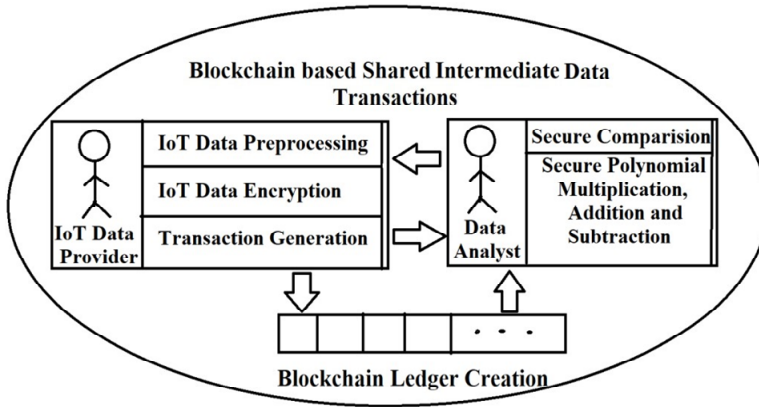 Blockchain based Shared Intermediate Data
Transactions
IoT Data Preprocessing
IoT Data Encryption
Transaction Generation
IoT Data
Provider
Secure Comparision
Secure Polynomial
Multiplication,
Addition and
Subtraction
Data
Analyst
. . .
Blockchain Ledger Creation